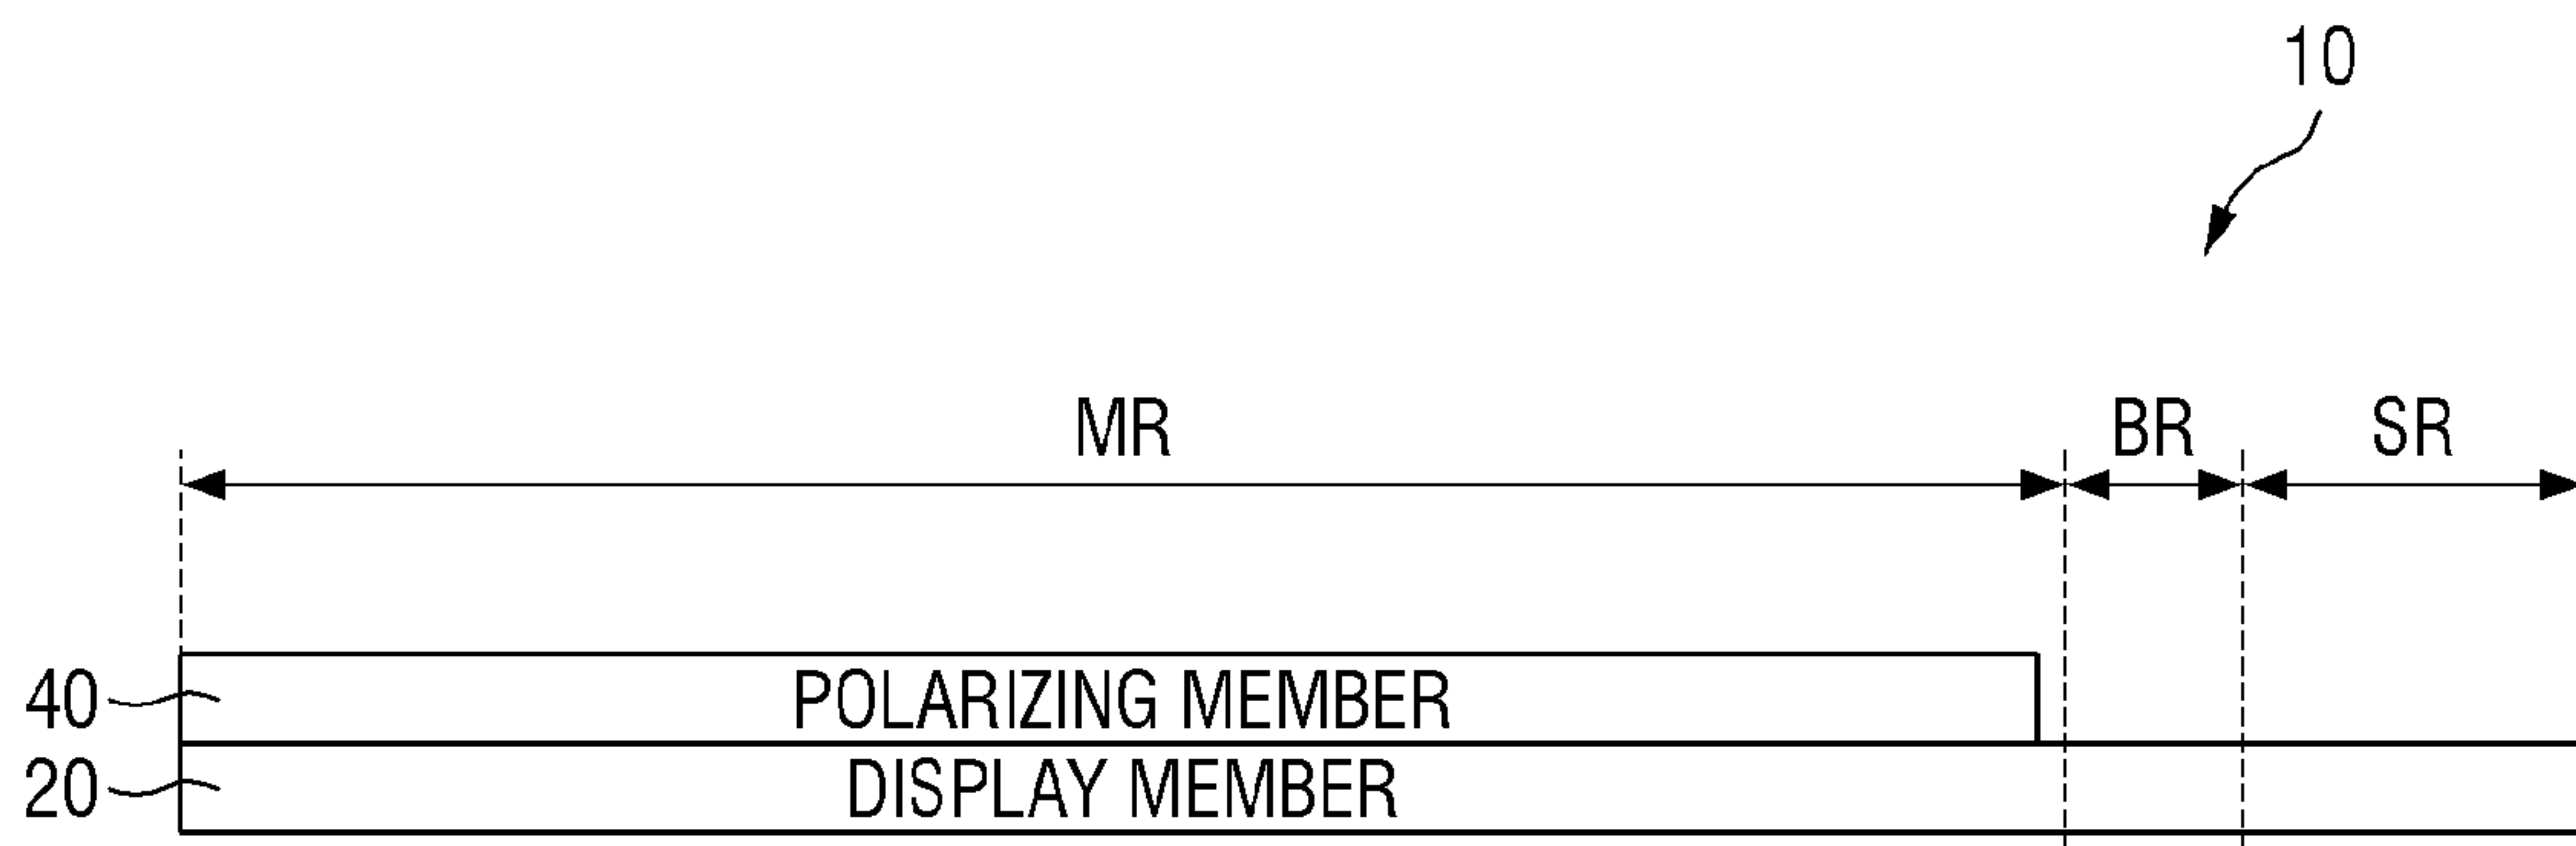 10
MR BR SR
40 POLARIZING MEMBER
20 DISPLAY MEMBER